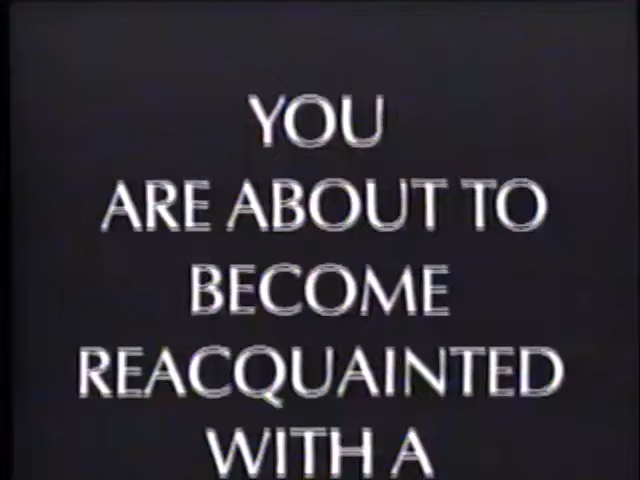 YOU
ARE ABOUT TO
BECOME
REACQUAINTED
WITH A